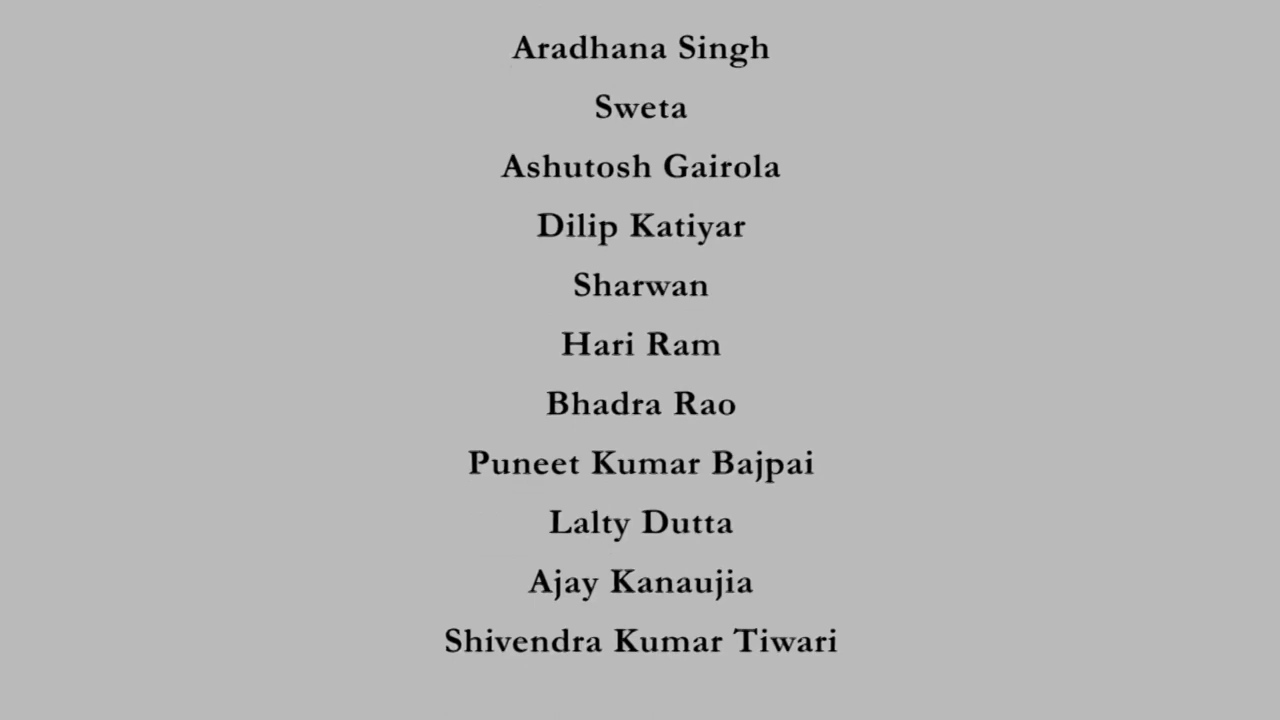 Aradhana Singh
Sweta
Ashutosh Gairola
Dilip Katiyar
Sharwan
Hari Ram
Bhadra Rao
Puneet Kumar Bajpai
Lalty Dutta
Ajay Kanaujia
Shivendra Kumar Tiwari